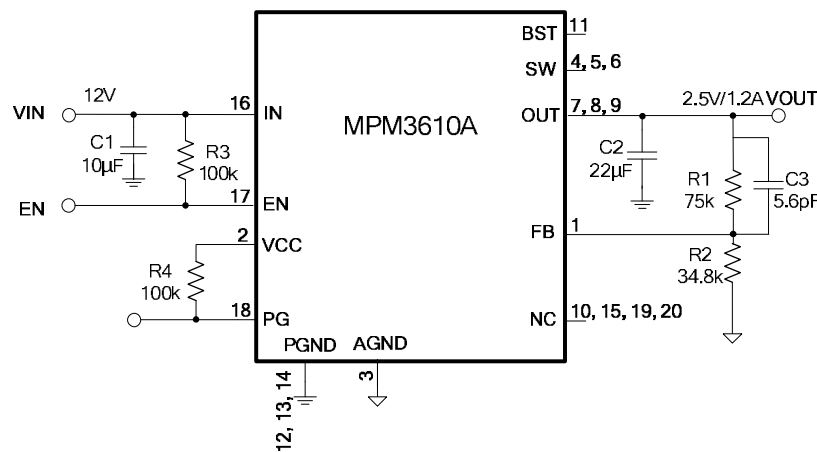 BST
11
SW
4, 5, 6
VIN
12V
16
IN
MPM3610A
OUT
7, 8, 9
2.5V/1.2A VOUT
C1
10µF
R3
100k
C2
22µF
R1
75k
C3
5.6pF
EN
17
EN
FB
1
2
VCC
R4
100k
R2
34.8k
18
PG
NC
10, 15, 19, 20
PGND
AGND
12, 13, 14
3